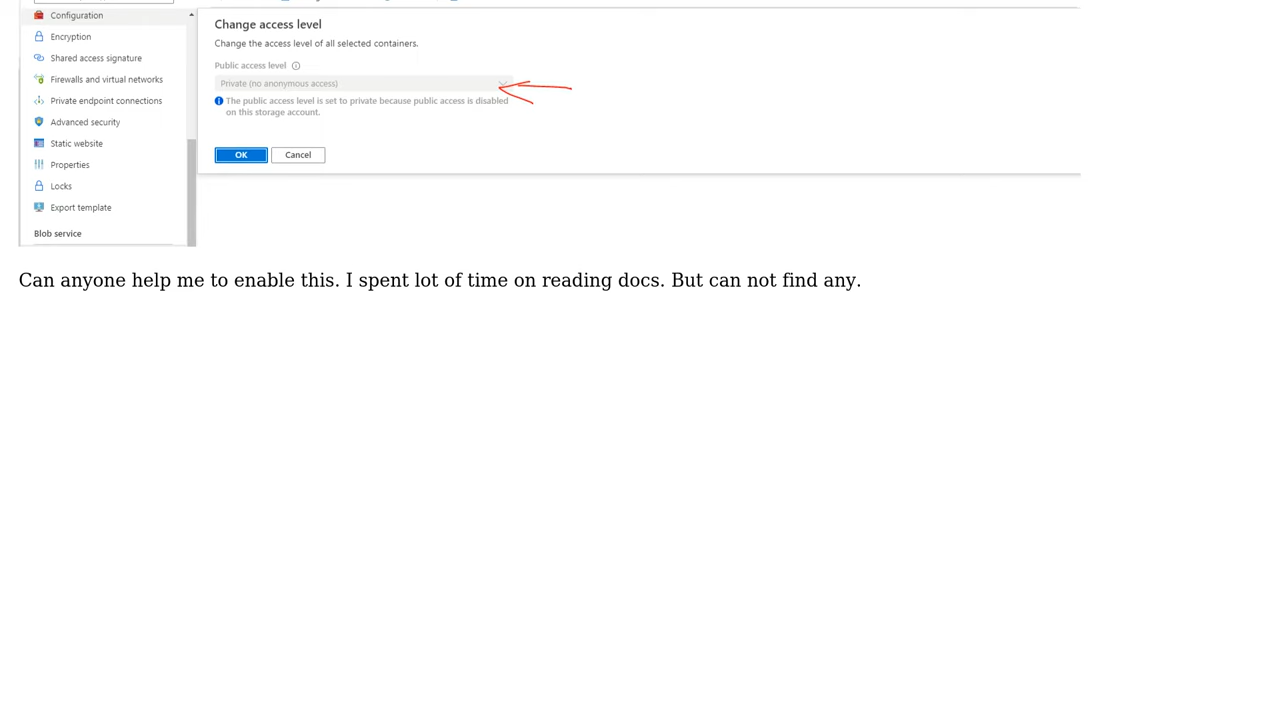 Configuration
Encryption
Shared access signature
Firewalls and virtual networks
Private endpoint connections
Advanced security
Static website
Properties
Locks
Export template
Blob service
Change access level
Change the access level of all selected containers.
Public access level
Private (no anonymous access)
The public access level is set to private because public access is disabled
on this storage account.
OK
Cancel
Can anyone help me to enable this. I spent lot of time on reading docs. But can not find any.